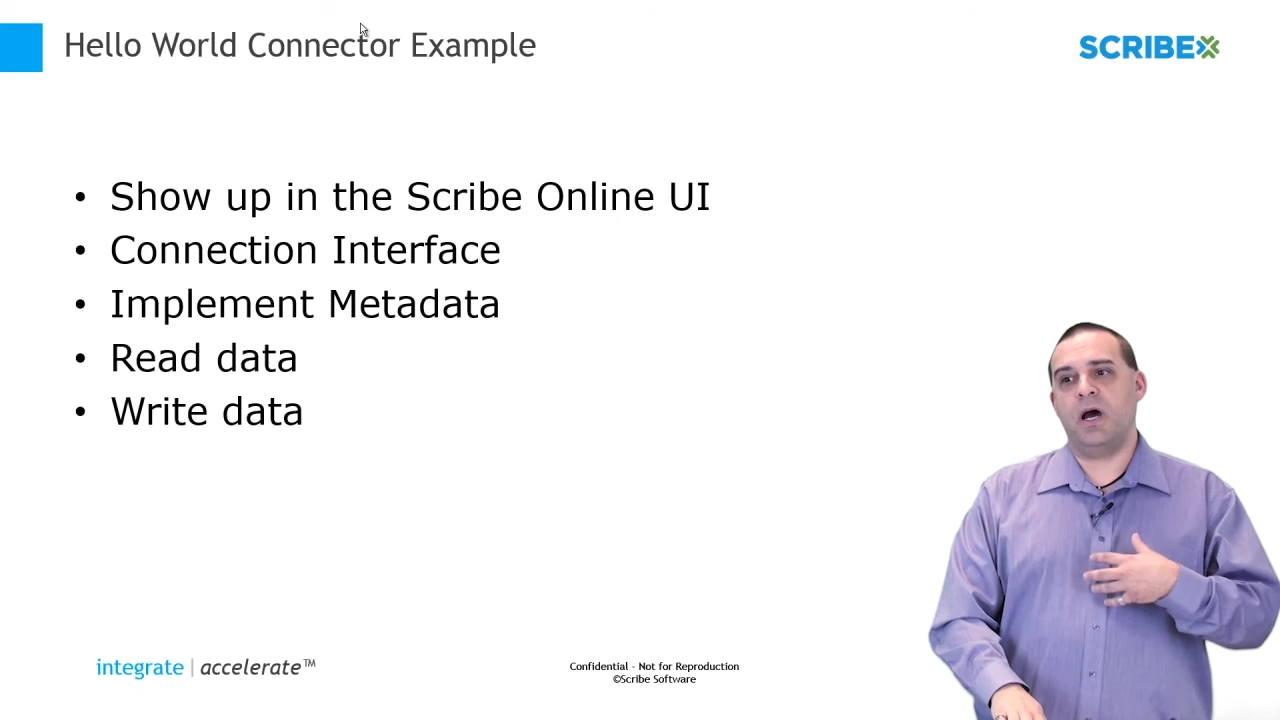 Hello World Connector Example
SCRIBE
• Show up in the Scribe Online UI
• Connection Interface
• Implement Metadata
• Read data
• Write data
integrate | accelerate™
Confidential - Not for Reproduction
©Scribe Software